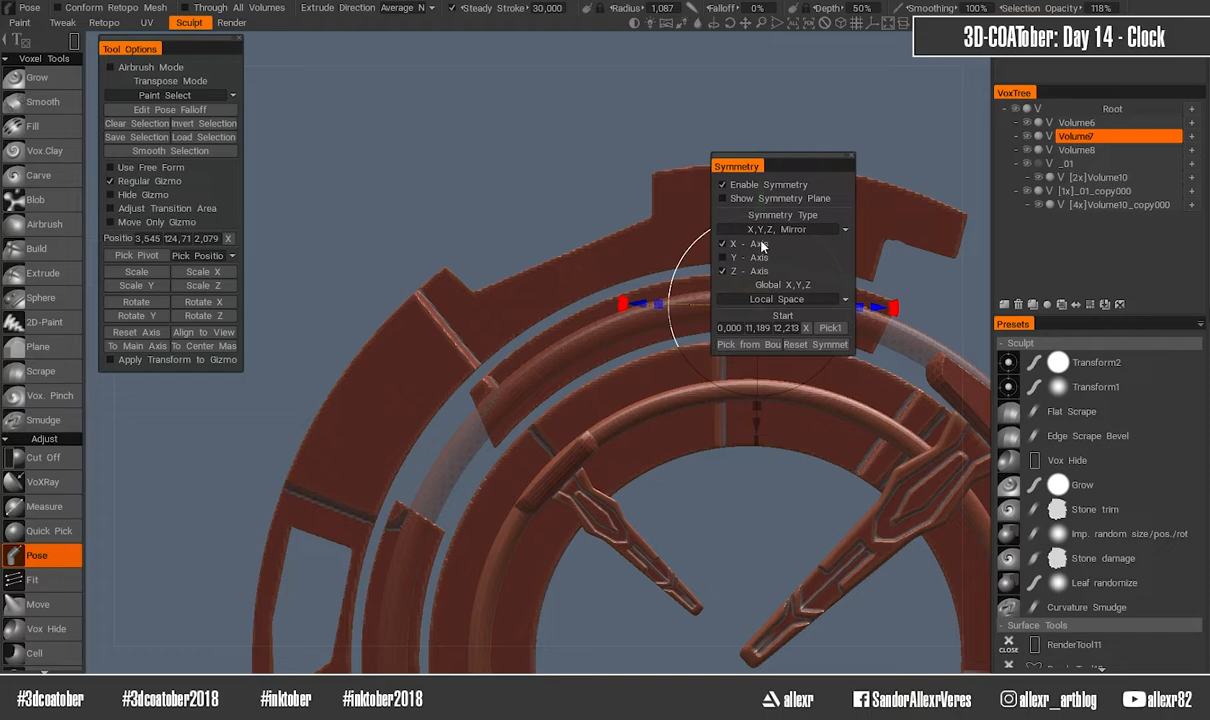 Pose Conform Retopo Mesh Through All Volumes Extrude Direction Average N Steady Stroke 30,000 Radius 1,087 Falloff 0% Depth 50% Smoothing 100% Selection Opacity 118%
Paint Tweak Retopo UV Sculpt Render
3D-COATober: Day 14 - Clock
Voxel Tools
Grow
Smooth
Fill
Vox.Clay
Carve
Blob
Airbrush
Build
Extrude
Sphere
2D-Paint
Plane
Scrape
Vox. Pinch
Smudge
Adjust
Cut Off
VoXRay
Measure
Quick Pick
Pose
Fit
Move
Vox Hide
Cell
Tool Options
Airbrush Mode
Transpose Mode
Paint Select
Edit Pose Falloff
Clear Selection Invert Selection
Save Selection Load Selection
Smooth Selection
Use Free Form
Regular Gizmo
Hide Gizmo
Adjust Transition Area
Move Only Gizmo
Positio 3,545 124,71 2,079 X
Pick Pivot Pick Positio
Scale Scale X
Scale Y Scale Z
Rotate Rotate X
Rotate Y Rotate Z
Reset Axis Align to View
To Main Axis To Center Mas
Apply Transform to Gizmo
Symmetry
Enable Symmetry
Show Symmetry Plane
Symmetry Type
X,Y,Z, Mirror
X - Axis
Y - Axis
Z - Axis
Global X,Y,Z
Local Space
Start
0,000 11,189 12,213 X Pick1
Pick from Bou Reset Symmet
VoxTree
V Root
V Volume6
V Volume7
V Volume8
V _01
V [2x]Volume10
V [1x]_01_copy000
V [4x]Volume10_copy000
Presets
Sculpt
Transform2
Transform1
Flat Scrape
Edge Scrape Bevel
Vox Hide
Grow
Stone trim
Imp. random size/pos./rot
Stone damage
Leaf randomize
Curvature Smudge
Surface Tools
CLOSE RenderTool11
#3dcoatober #3dcoatober2018 #inktober #inktober2018 allexr SandorAllexrVeres allexr_artblog allexr82